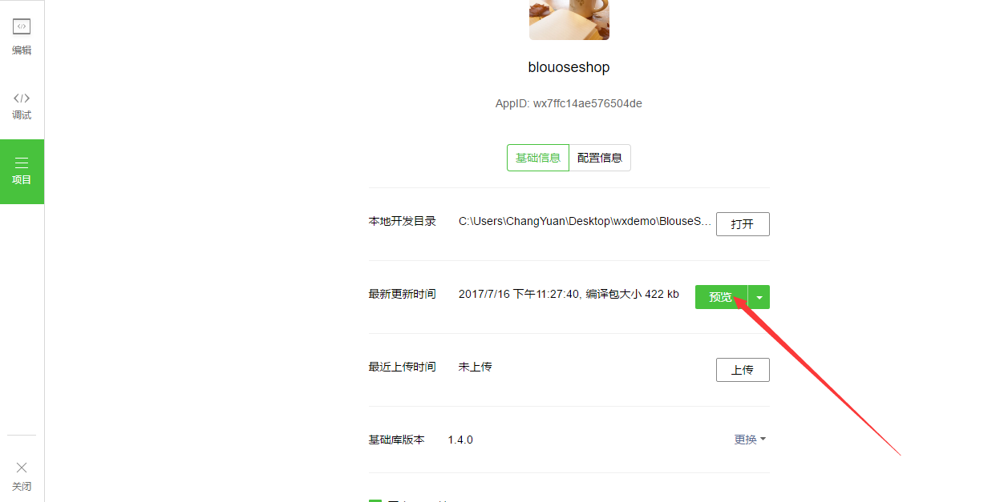 编辑
调试
项目
关闭
blouoseshop
AppID: wx7ffc14ae576504de
基础信息 配置信息
本地开发目录 C:\Users\ChangYuan\Desktop\wxdemo\BlouseS... 打开
最新更新时间 2017/7/16 下午11:27:40, 编译包大小 422 kb 预览
最近上传时间 未上传 上传
基础库版本 1.4.0 更换